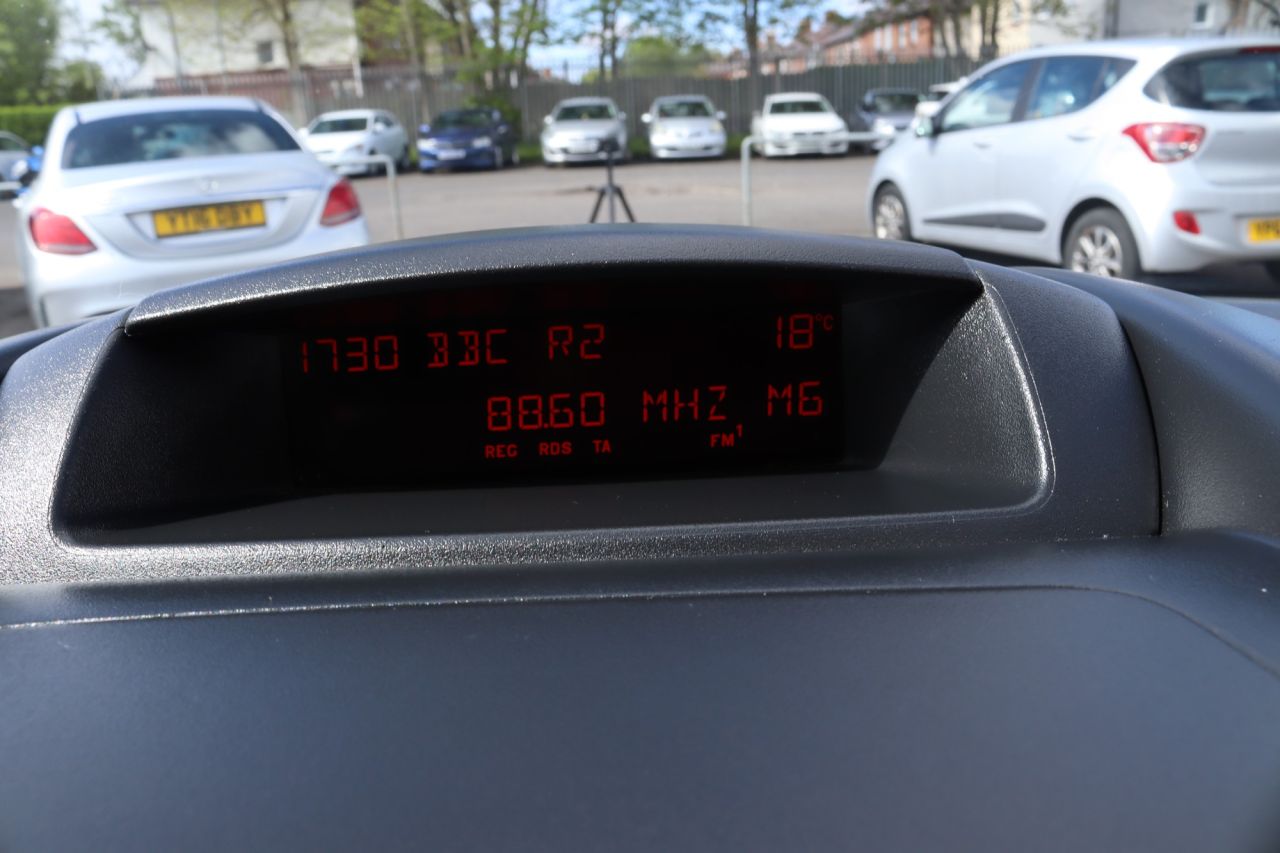 1730 BBC R2 18°C
88.60 MHZ M6
REG RDS TA FM1